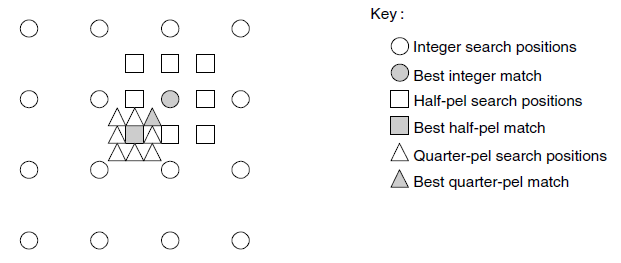 Key :
Integer search positions
Best integer match
Half-pel search positions
Best half-pel match
Quarter-pel search positions
Best quarter-pel match